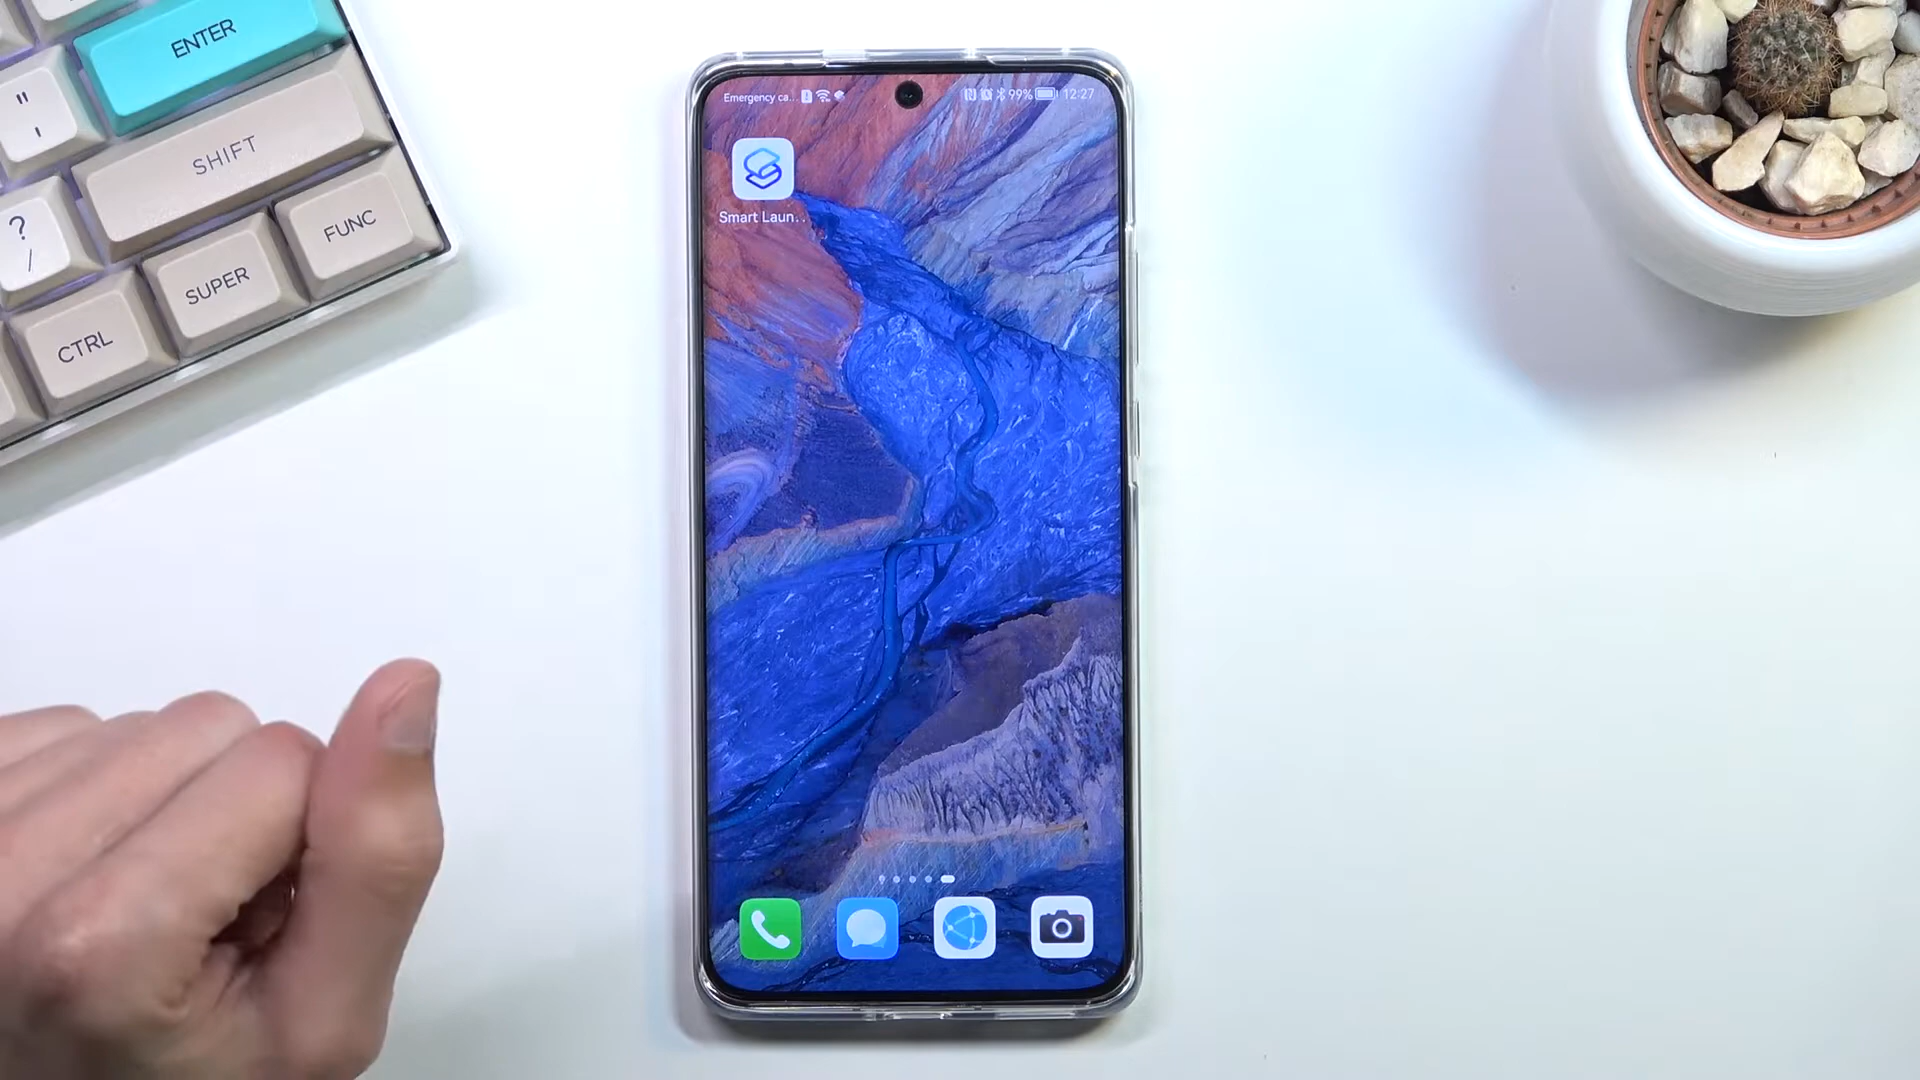 ENTER
"
'
SHIFT
?
/
FUNC
SUPER
CTRL
Emergency ca...
99%
12:27
Smart Laun...